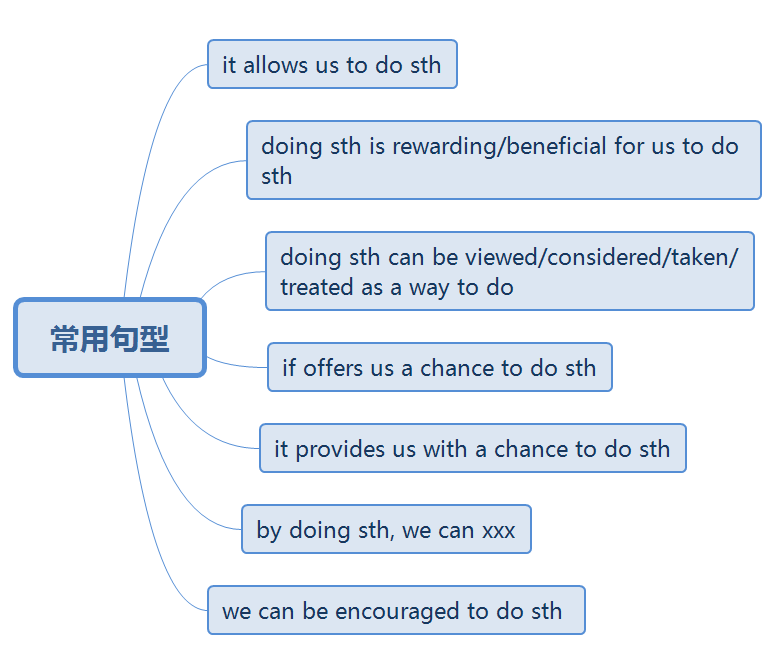 it allows us to do sth
doing sth is rewarding/beneficial for us to do
sth
doing sth can be viewed/considered/taken/
treated as a way to do
常用句型
if offers us a chance to do sth
it provides us with a chance to do sth
by doing sth, we can xxx
we can be encouraged to do sth